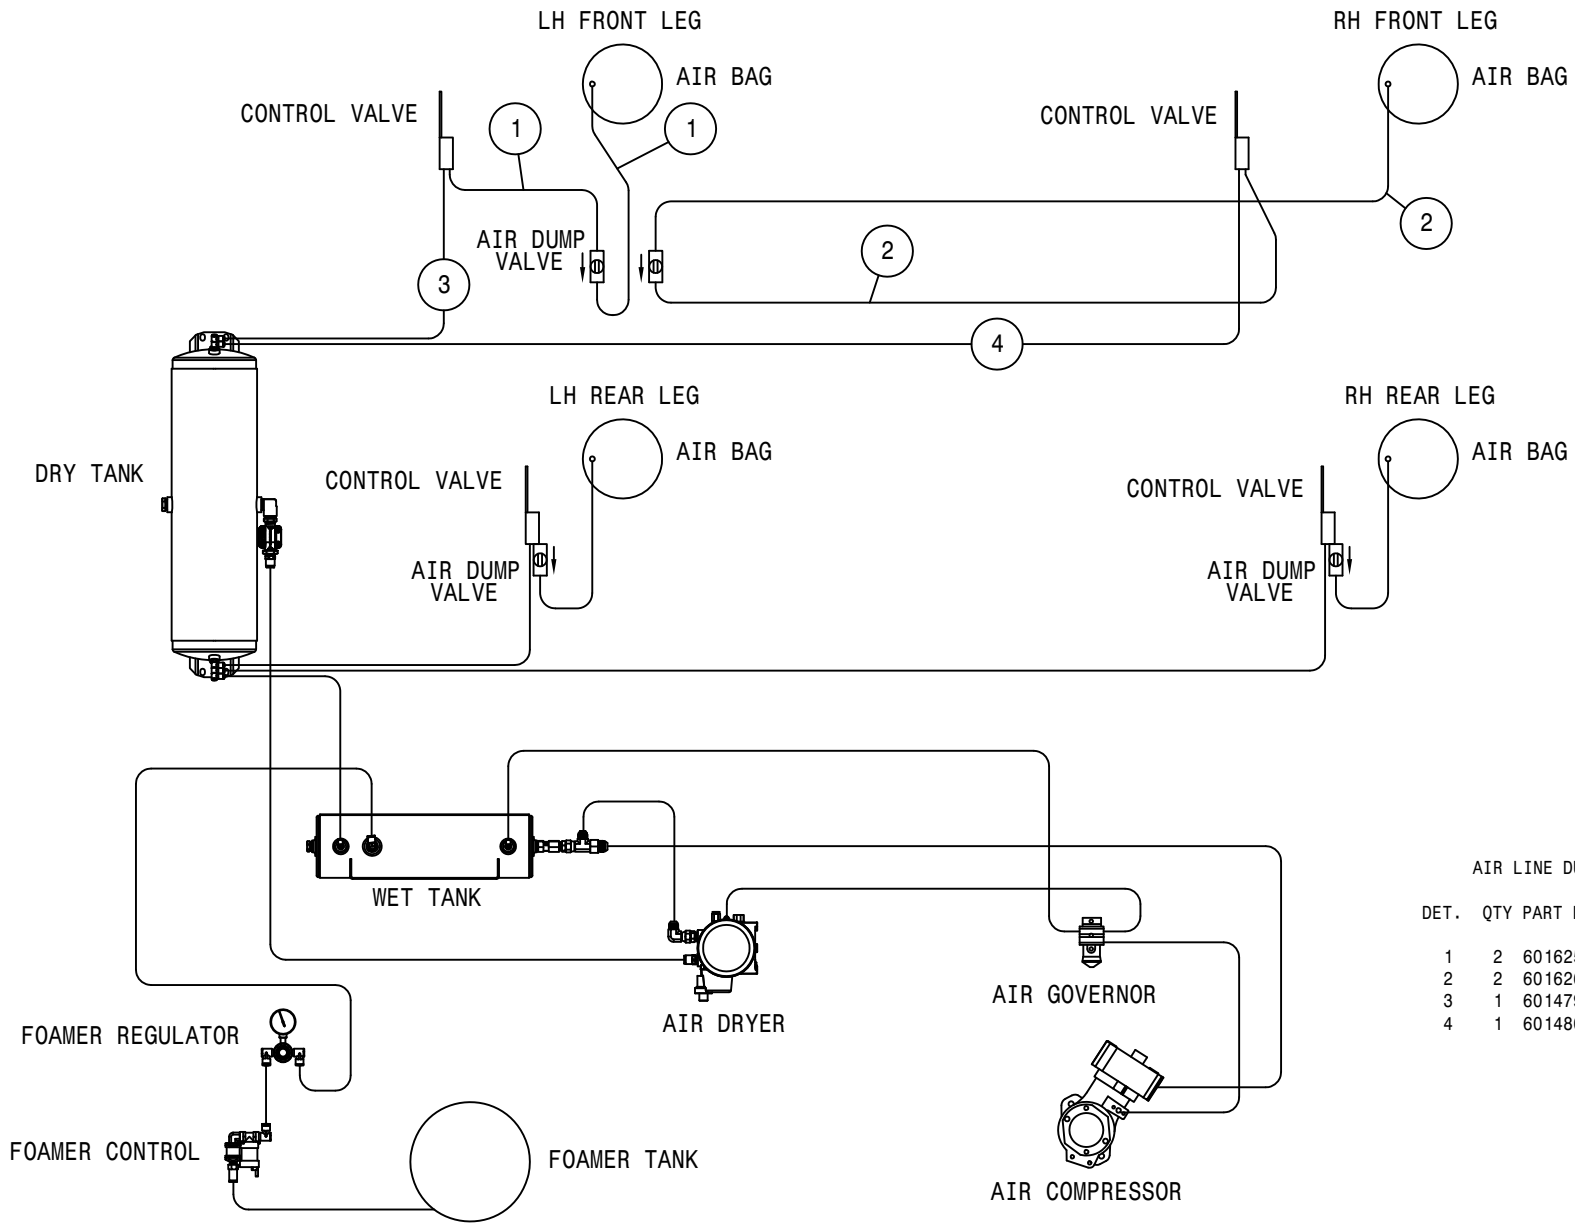 LH FRONT LEG
RH FRONT LEG
AIR BAG
AIR BAG
CONTROL VALVE
1
1
CONTROL VALVE
2
AIR DUMP
VALVE
2
3
4
LH REAR LEG
RH REAR LEG
AIR BAG
AIR BAG
DRY TANK
CONTROL VALVE
CONTROL VALVE
AIR DUMP
VALVE
AIR DUMP
VALVE
WET TANK
AIR LINE
DET. QTY PART
1 2
2 2
3 1
4 1
AIR GOVERNOR
AIR DRYER
FOAMER REGULATOR
FOAMER CONTROL
FOAMER TANK
AIR COMPRESSOR